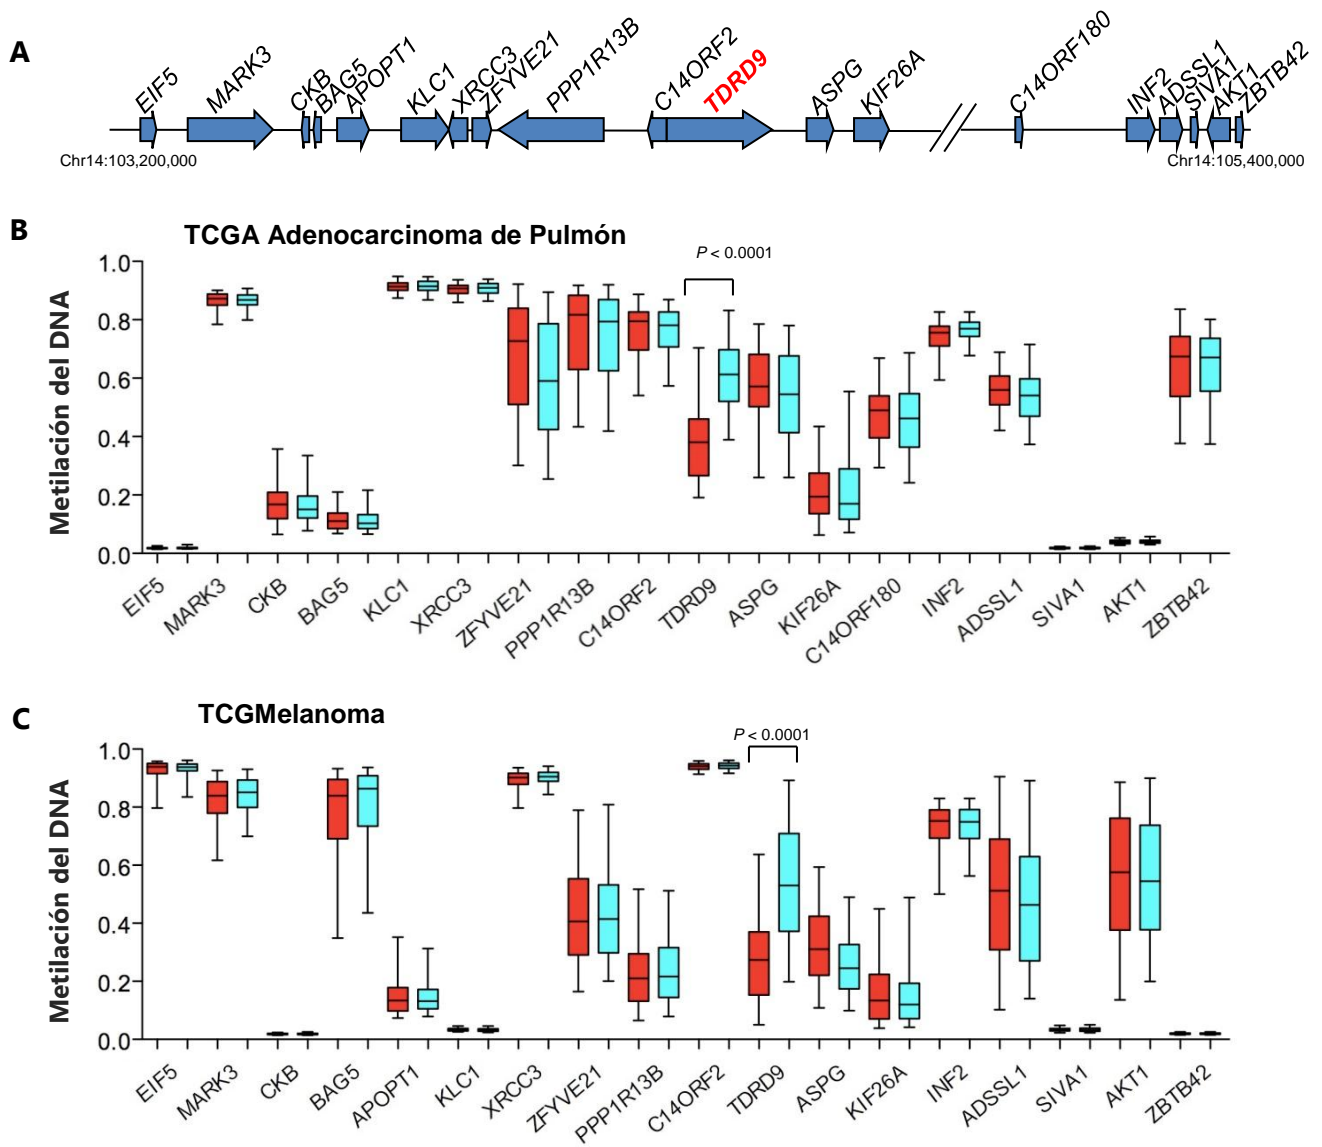 A
EIF5
MARK3
CKB
BAG5
APOPT1
KLC1
XRCC3
ZFYVE21
PPP1R13B
C14ORF2
TDRD9
ASPG
KIF26A
C14ORF180
INF2
ADSSL1
SIVA1
AKT1
ZBTB42
Chr14:103,200,000
Chr14:105,400,000
B
TCGA Adenocarcinoma de Pulmón
P < 0.0001
Metilación del DNA
1.0
0.8
0.6
0.4
0.2
0.0
EIF5
MARK3
CKB
BAG5
KLC1
XRCC3
ZFYVE21
PPP1R13B
C14ORF2
TDRD9
ASPG
KIF26A
C14ORF180
INF2
ADSSL1
SIVA1
AKT1
ZBTB42
C
TCGMelanoma
P < 0.0001
Metilación del DNA
1.0
0.8
0.6
0.4
0.2
0.0
EIF5
MARK3
CKB
BAG5
APOPT1
KLC1
XRCC3
ZFYVE21
PPP1R13B
C14ORF2
TDRD9
ASPG
KIF26A
INF2
ADSSL1
SIVA1
AKT1
ZBTB42